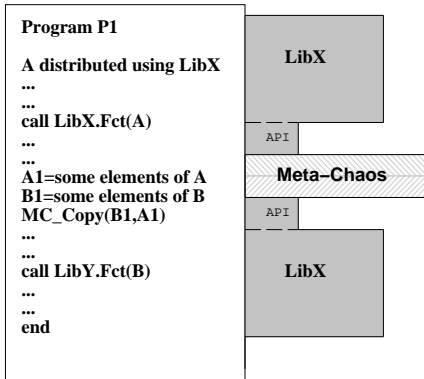 Program P1
A distributed using LibX
...
...
call LibX.Fct(A)
...
...
A1=some elements of A
B1=some elements of B
MC_Copy(B1,A1)
...
...
call LibY.Fct(B)
...
...
end
LibX
API
Meta-Chaos
API
LibX